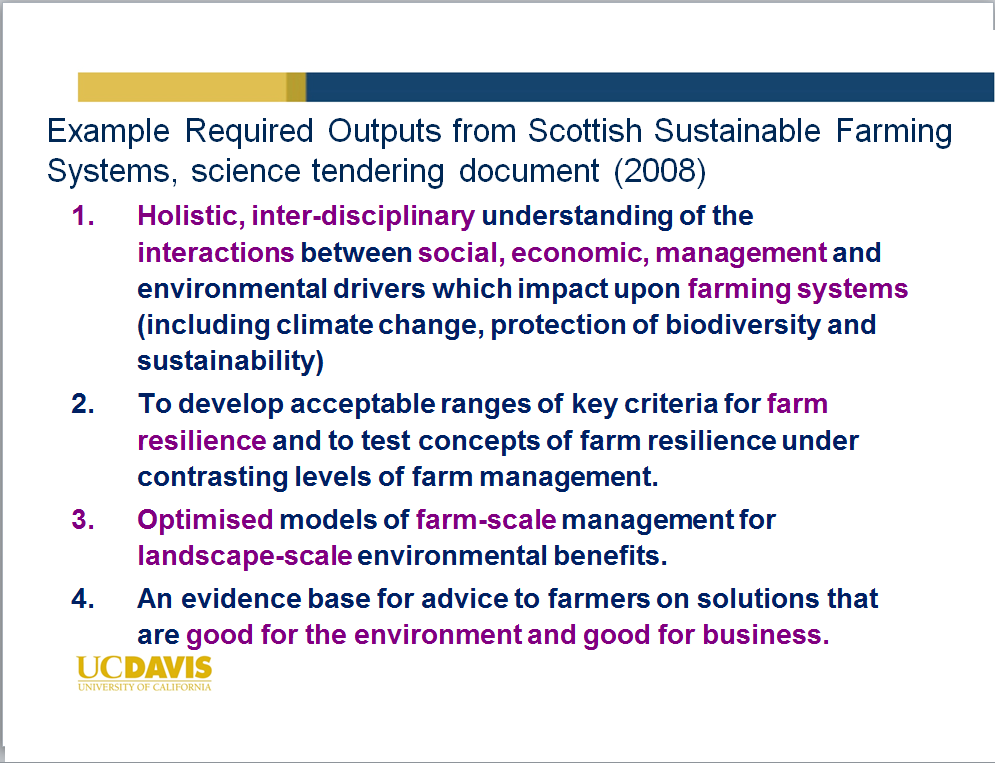 Example Required Outputs from Scottish Sustainable Farming
Systems, science tendering document (2008)
1. Holistic, inter-disciplinary understanding of the
interactions between social, economic, management and
environmental drivers which impact upon farming systems
(including climate change, protection of biodiversity and
sustainability)
2. To develop acceptable ranges of key criteria for farm
resilience and to test concepts of farm resilience under
contrasting levels of farm management.
3. Optimised models of farm-scale management for
landscape-scale environmental benefits.
4. An evidence base for advice to farmers on solutions that
are good for the environment and good for business.
UCDAVIS
UNIVERSITY OF CALIFORNIA